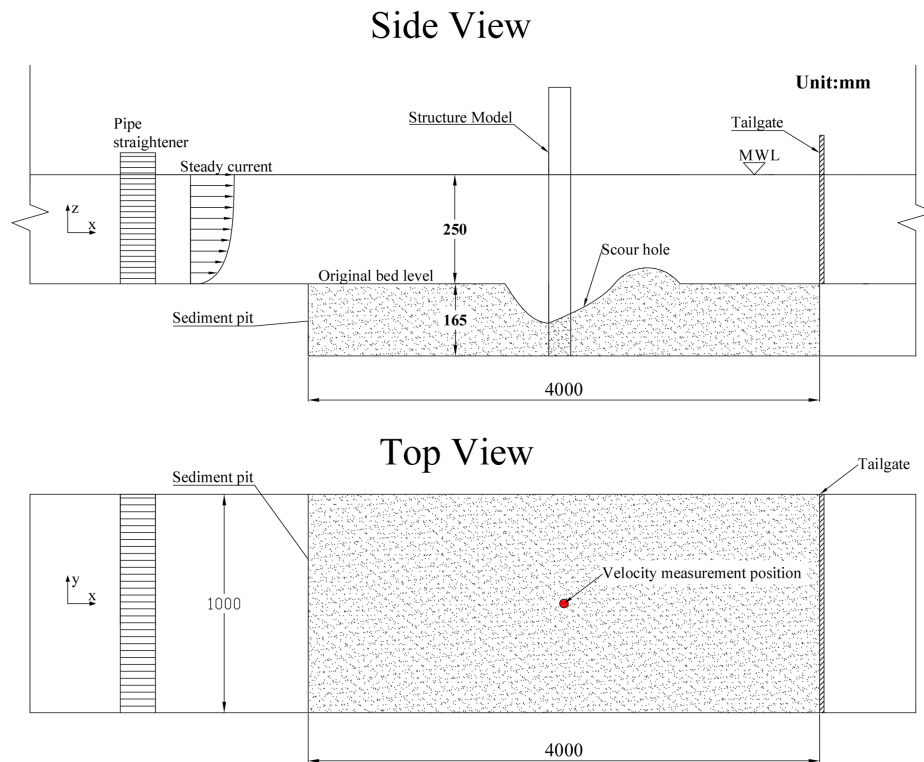 Side View
Unit:mm
Pipe
straightener
Structure Model
Tailgate
Steady current
MWL
z
x
250
Scour hole
Original bed level
Sediment pit
165
4000
Top View
Sediment pit
Tailgate
y
x
1000
Velocity measurement position
4000